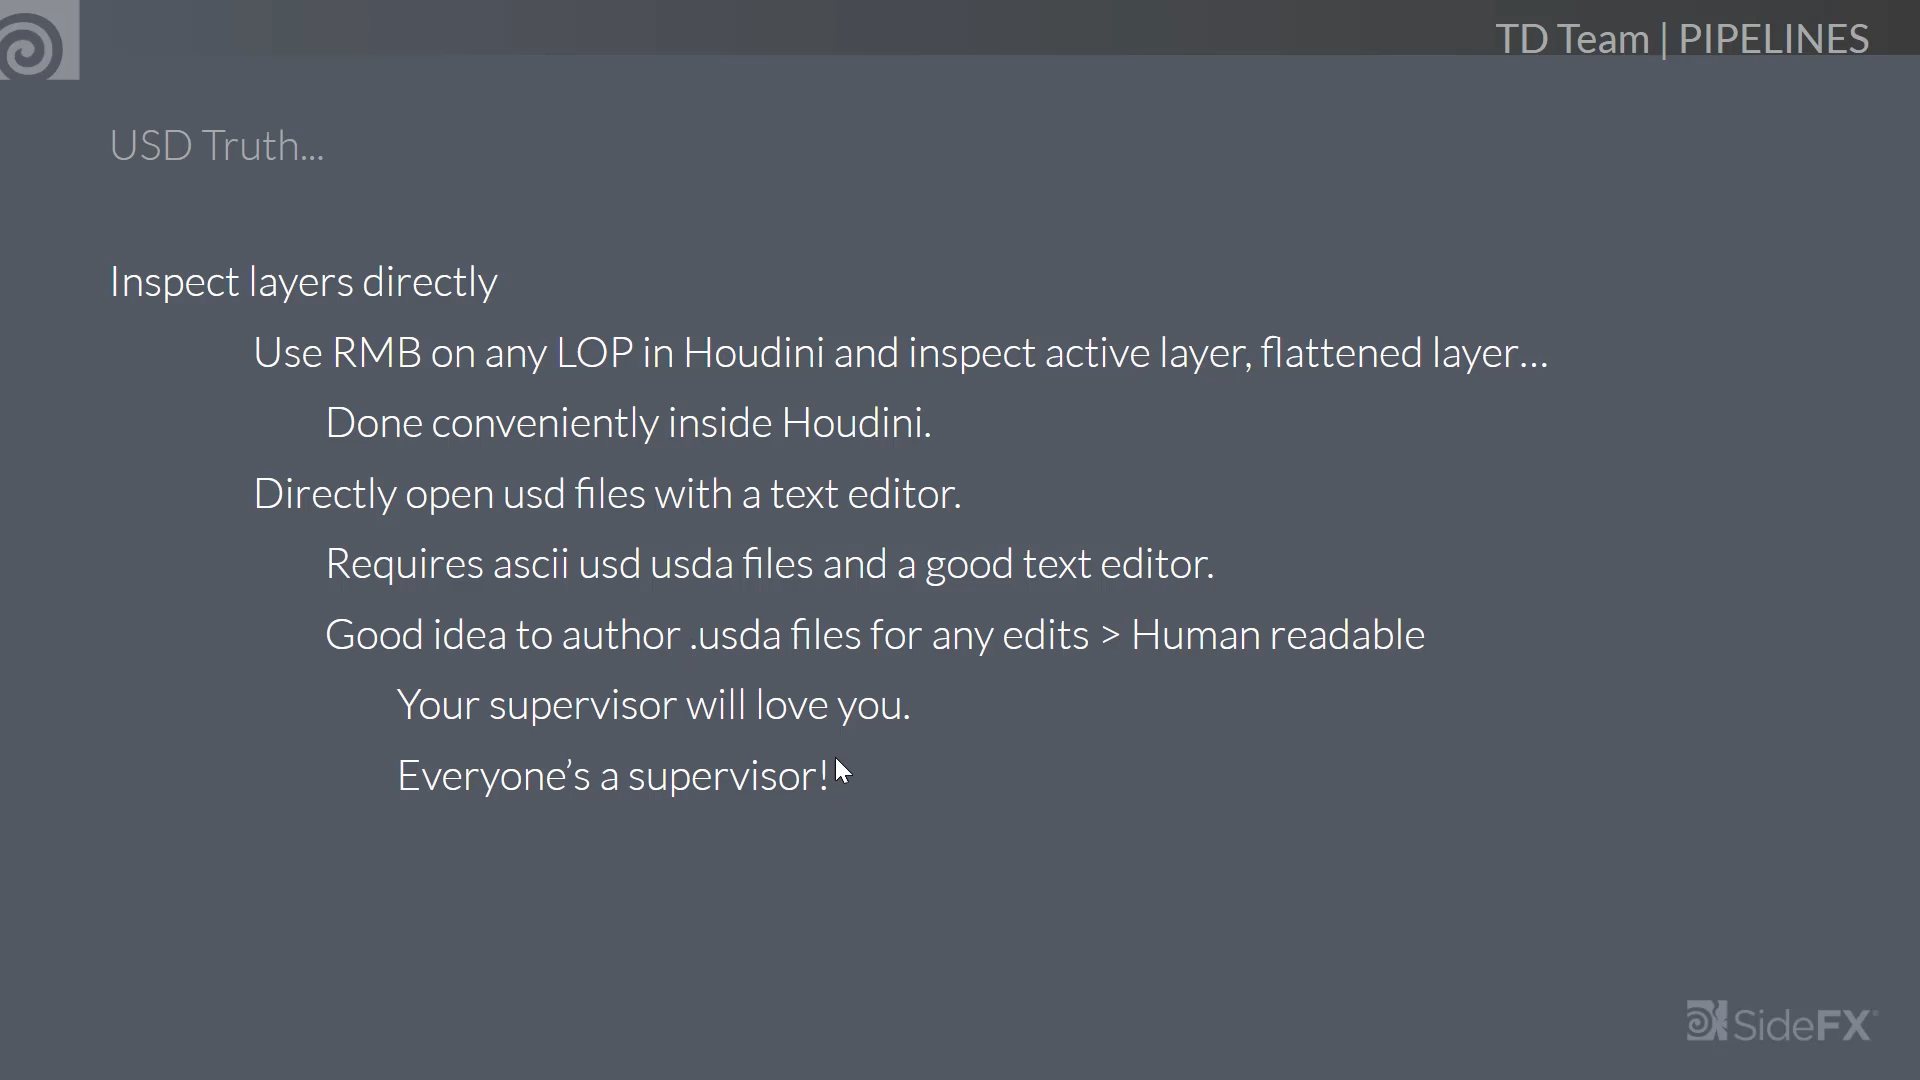 TD Team | PIPELINES
USD Truth...
Inspect layers directly
Use RMB on any LOP in Houdini and inspect active layer, flattened layer…
Done conveniently inside Houdini.
Directly open usd files with a text editor.
Requires ascii usd usda files and a good text editor.
Good idea to author .usda files for any edits > Human readable
Your supervisor will love you.
Everyone’s a supervisor!
SideFX